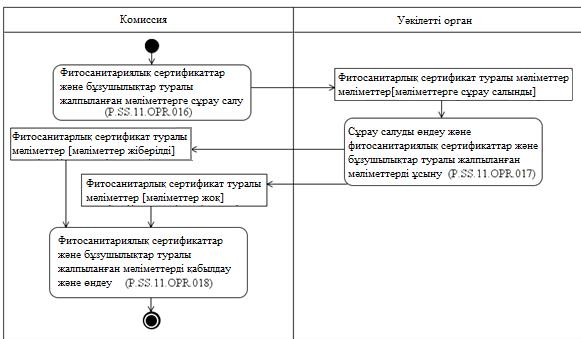 Комиссия
Уәкілетті орган
Фитосанитариялық сертификаттар
және бұзушылықтар туралы
жалпыланған мәліметтерге сұрау салу
(P.SS.11.OPR.016)
Фитосанитарлық сертификат туралы мәліметтер
мәліметтер[мәліметтерге сұрау салынды]
Фитосанитарлық сертификат туралы
мәліметтер [мәліметтер жіберілді]
Сұрау салуды өңдеу және
фитосанитариялық сертификаттар және
бұзушылықтар туралы жалпыланған
мәліметтерді ұсыну (P.SS.11.OPR.017)
Фитосанитарлық сертификат туралы
мәліметтер [мәліметтер жоқ]
Фитосанитариялық сертификаттар
және бұзушылықтар туралы
жалпыланған мәліметтерді қабылдау
және өңдеу (P.SS.11.OPR.018)